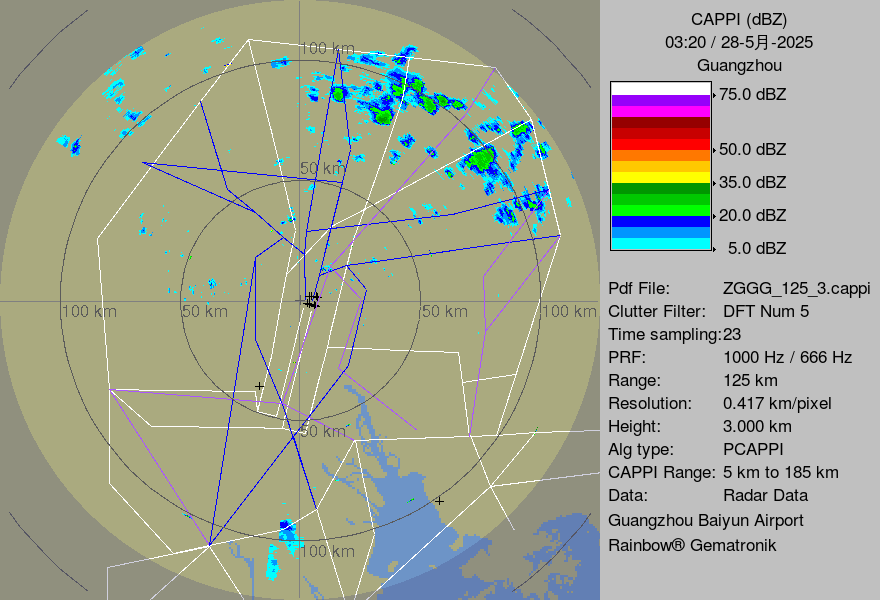 CAPPI (dBZ)
03:20 / 28-5月-2025
Guangzhou
75.0 dBZ
50.0 dBZ
35.0 dBZ
20.0 dBZ
5.0 dBZ
Pdf File: ZGGG_125_3.cappi
Clutter Filter: DFT Num 5
Time sampling:23
PRF: 1000 Hz / 666 Hz
Range: 125 km
Resolution: 0.417 km/pixel
Height: 3.000 km
Alg type: PCAPPI
CAPPI Range: 5 km to 185 km
Data: Radar Data
Guangzhou Baiyun Airport
Rainbow® Gematronik
100 km
50 km
100 km
50 km
50 km
100 km
50 km
100 km